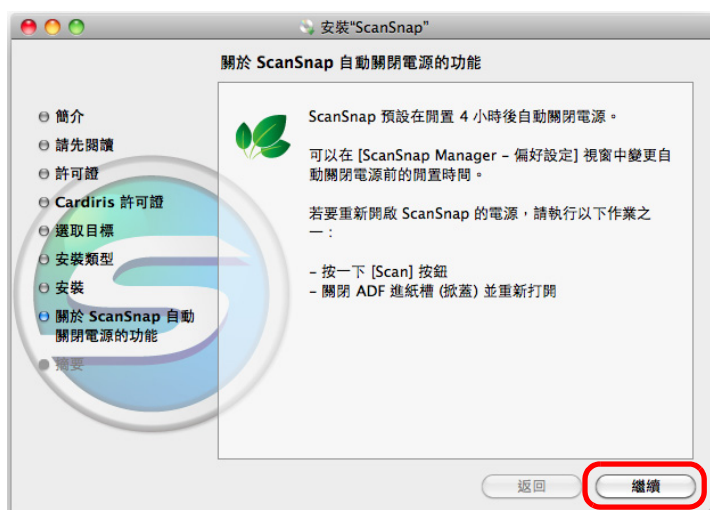 安裝“ScanSnap”
關於 ScanSnap 自動關閉電源的功能
簡介
請先閱讀
許可證
Cardiris 許可證
選取目標
安裝類型
安裝
關於 ScanSnap 自動
關閉電源的功能
摘要
ScanSnap 預設在閒置 4 小時後自動關閉電源。
可以在 [ScanSnap Manager – 偏好設定] 視窗中變更自
動關閉電源前的閒置時間。
若要重新開啟 ScanSnap 的電源，請執行以下作業之
一：
– 按一下 [Scan] 按鈕
– 關閉 ADF 進紙槽 (掀蓋) 並重新打開
返回
繼續